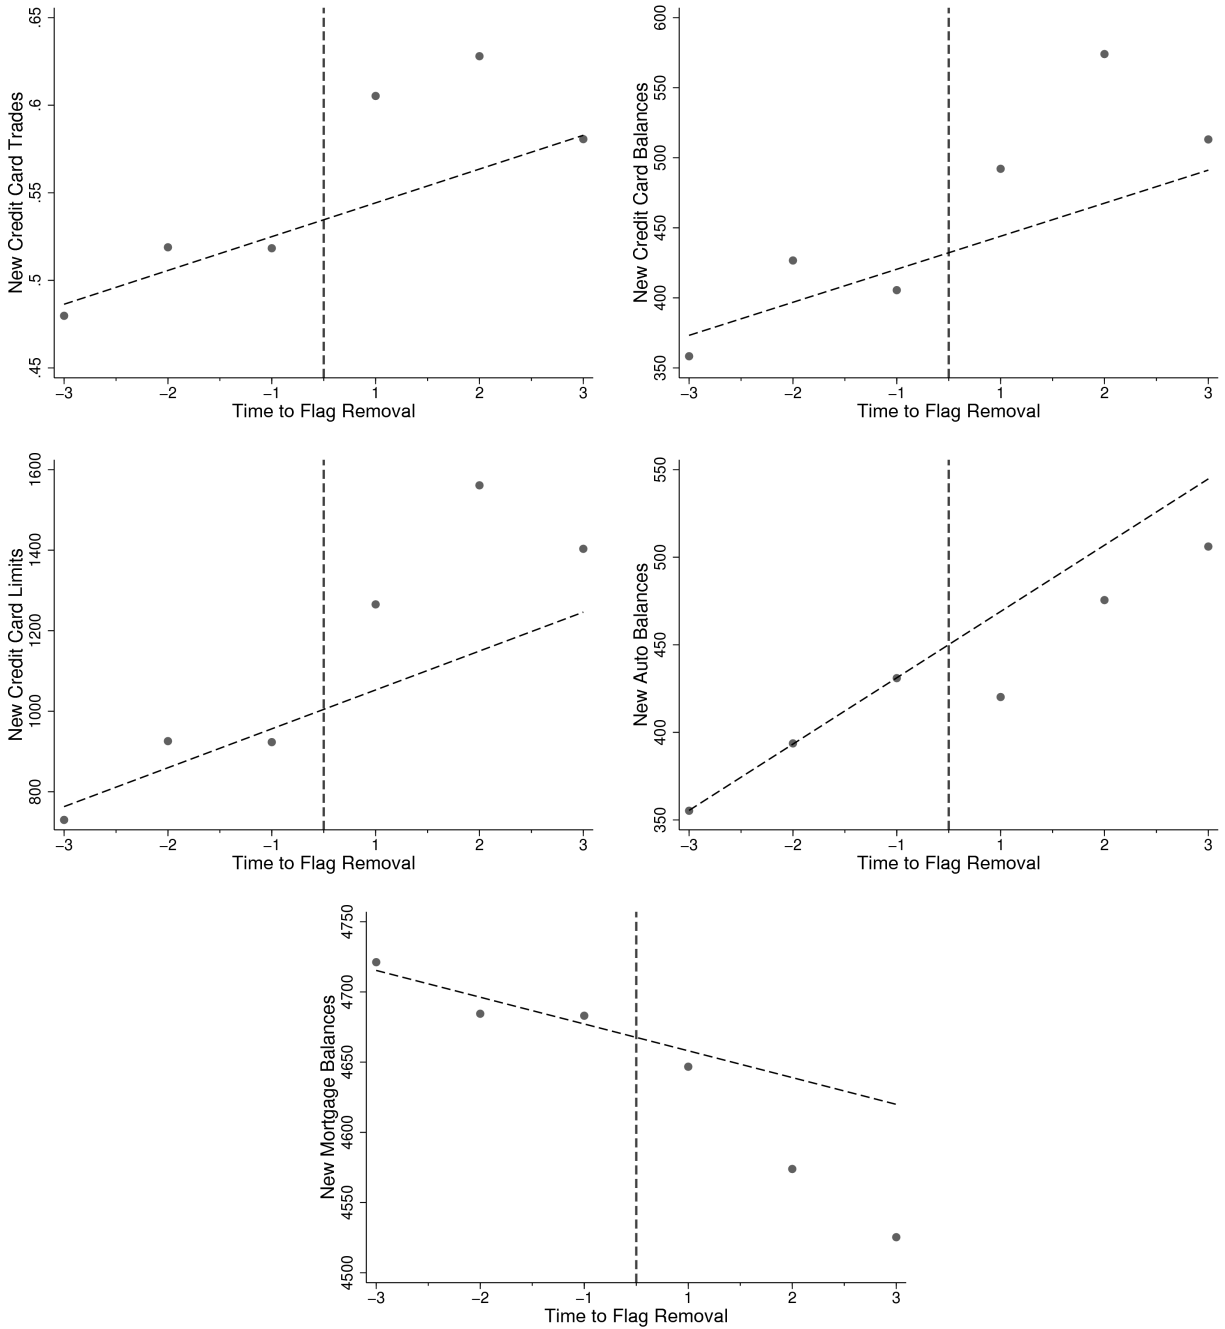 New Credit Card Trades
.65
.6
.55
.5
.45
−3 −2 −1 1 2 3
Time to Flag Removal
New Credit Card Balances
600
550
500
450
400
350
−3 −2 −1 1 2 3
Time to Flag Removal
New Credit Card Limits
1600
1400
1200
1000
800
−3 −2 −1 1 2 3
Time to Flag Removal
New Auto Balances
550
500
450
400
350
−3 −2 −1 1 2 3
Time to Flag Removal
New Mortgage Balances
4750
4700
4650
4600
4550
4500
−3 −2 −1 1 2 3
Time to Flag Removal